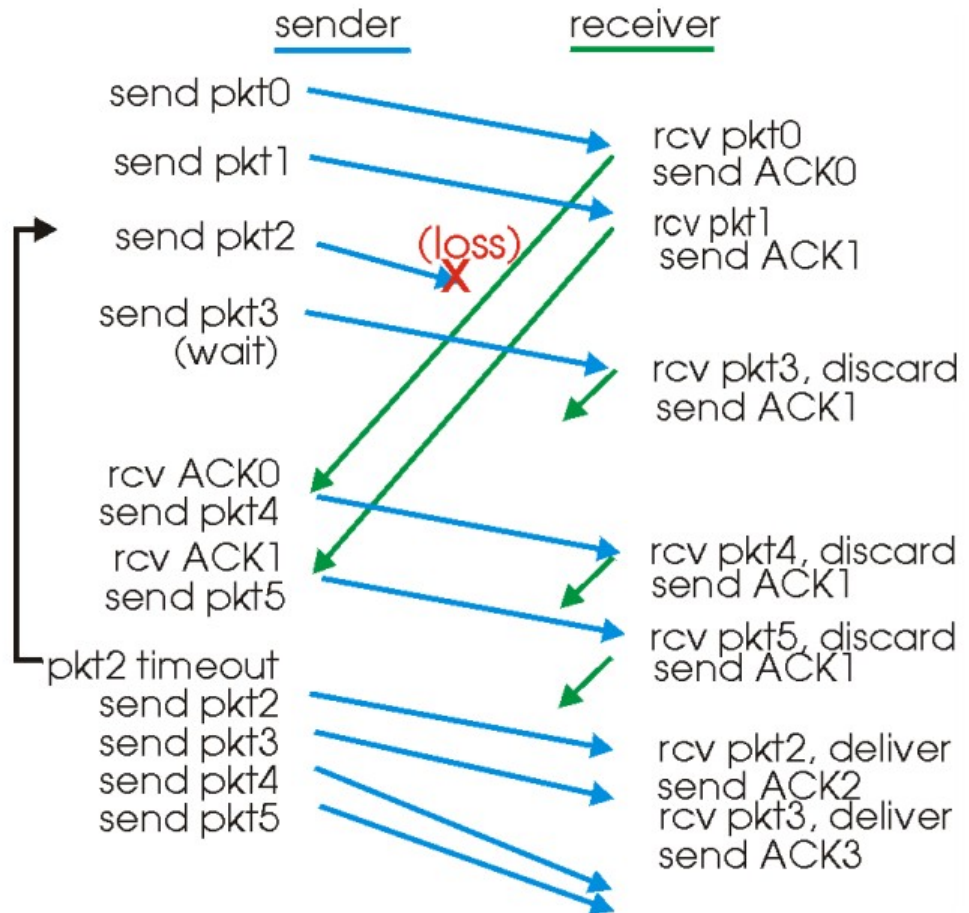 sender
receiver
send pkt0
send pkt1
send pkt2
(loss)
X
send pkt3
(wait)
rcv ACK0
send pkt4
rcv ACK1
send pkt5
pkt2 timeout
send pkt2
send pkt3
send pkt4
send pkt5
rcv pkt0
send ACK0
rcv pkt1
send ACK1
rcv pkt3, discard
send ACK1
rcv pkt4, discard
send ACK1
rcv pkt5, discard
send ACK1
rcv pkt2, deliver
send ACK2
rcv pkt3, deliver
send ACK3